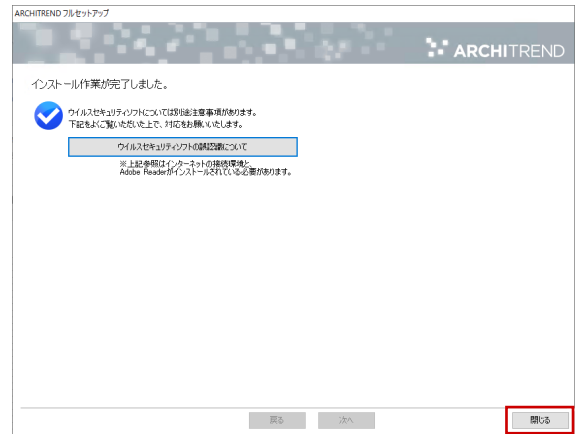 ARCHITREND フルセットアップ
ARCHITREND
インストール作業が完了しました。
ウイルスセキュリティソフトについては別途注意事項があります。
下記をよくご覧いただいた上で、対応をお願いいたします。
ウイルスセキュリティソフトの誤認識について
※上記参照はインターネットの接続環境と、
Adobe Readerがインストールされている必要があります。
戻る 次へ 閉じる